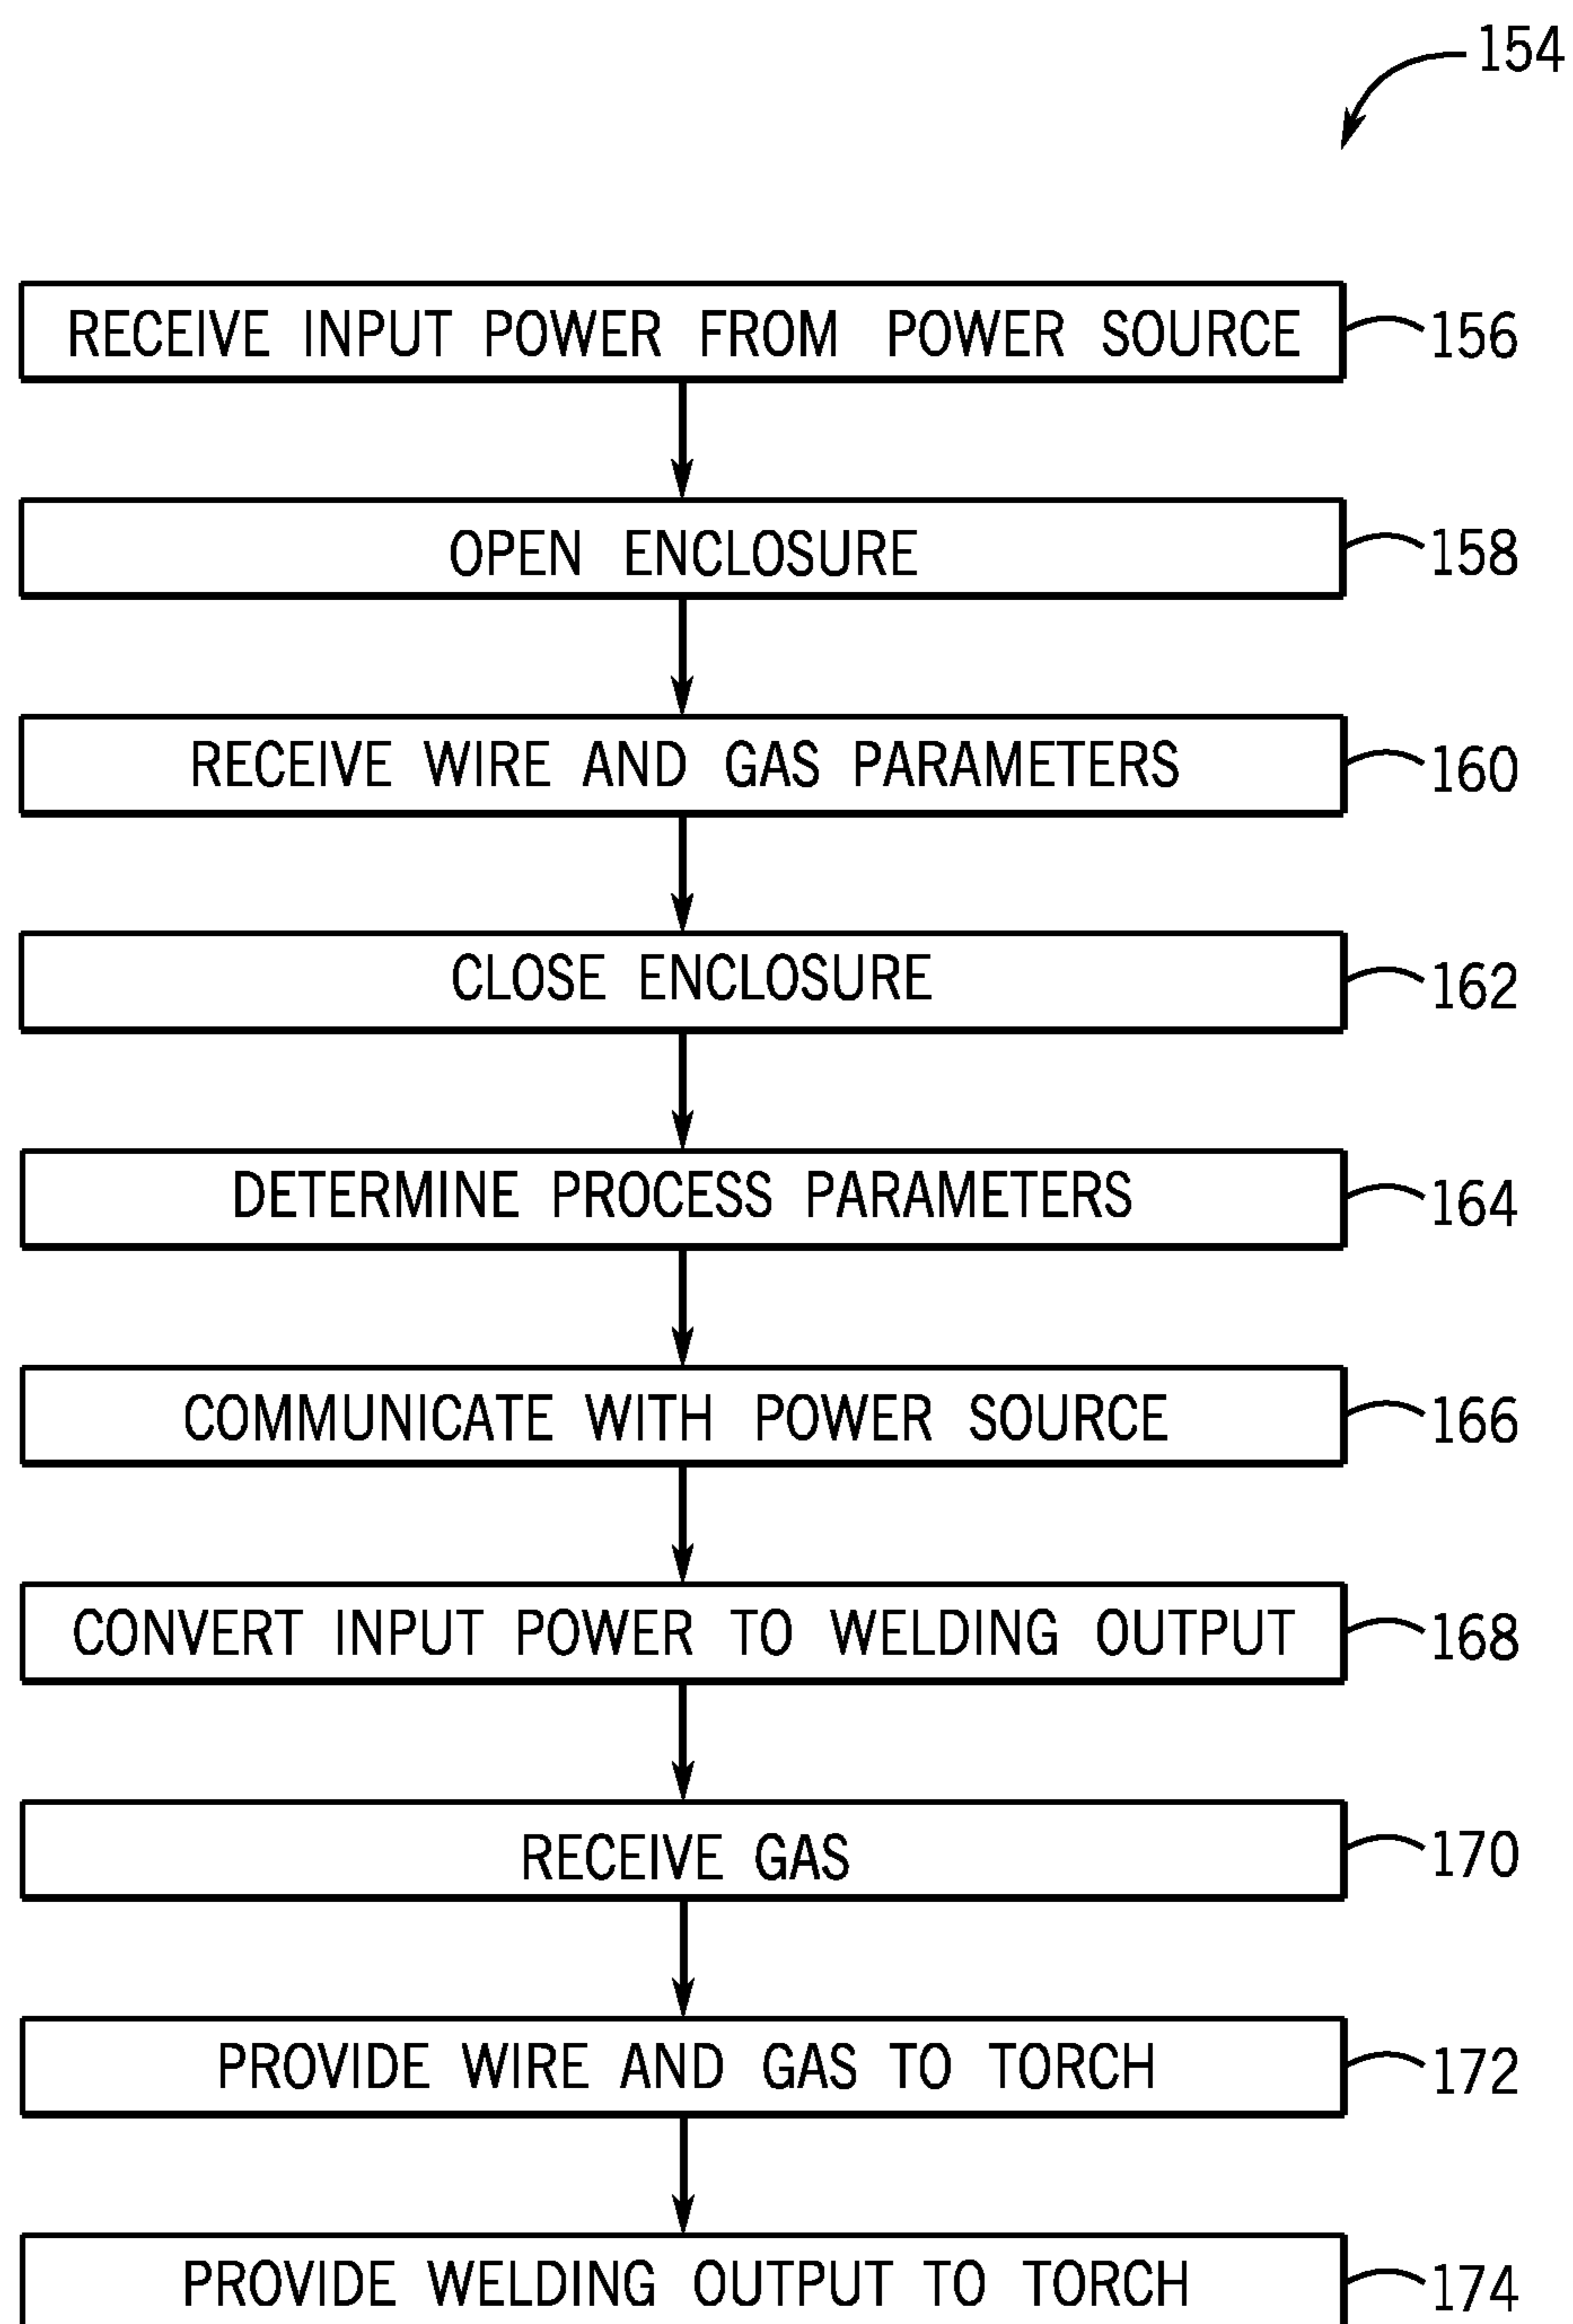 154
RECEIVE INPUT POWER FROM POWER SOURCE 156
OPEN ENCLOSURE 158
RECEIVE WIRE AND GAS PARAMETERS 160
CLOSE ENCLOSURE 162
DETERMINE PROCESS PARAMETERS 164
COMMUNICATE WITH POWER SOURCE 166
CONVERT INPUT POWER TO WELDING OUTPUT 168
RECEIVE GAS 170
PROVIDE WIRE AND GAS TO TORCH 172
PROVIDE WELDING OUTPUT TO TORCH 174